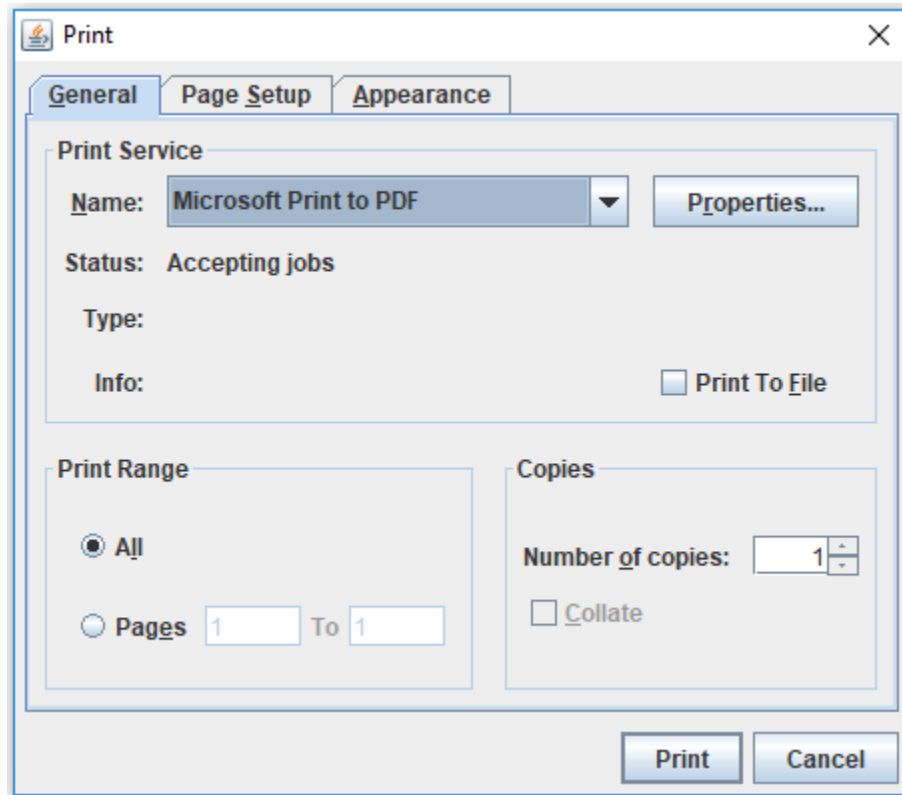 Print
General Page Setup Appearance
Print Service
Name: Microsoft Print to PDF Properties...
Status: Accepting jobs
Type:
Info: Print To File
Print Range Copies
All Number of copies: 1
Pages 1 To 1 Collate
Print Cancel